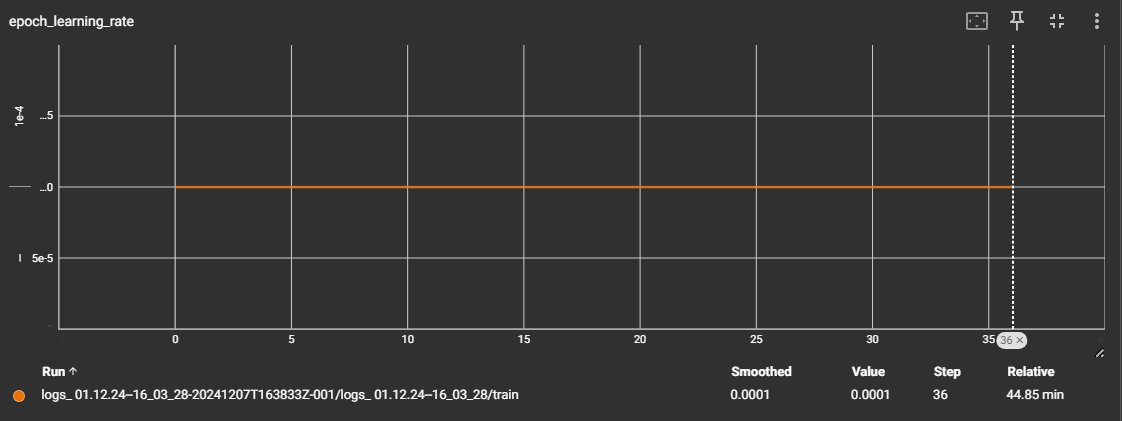 epoch_learning_rate
1e-4
...5
...0
5e-5
0 5 10 15 20 25 30 35 36 ×
Run ↑ Smoothed Value Step Relative
logs_ 01.12.24--16_03_28-20241207T163833Z-001/logs_ 01.12.24--16_03_28/train 0.0001 0.0001 36 44.85 min